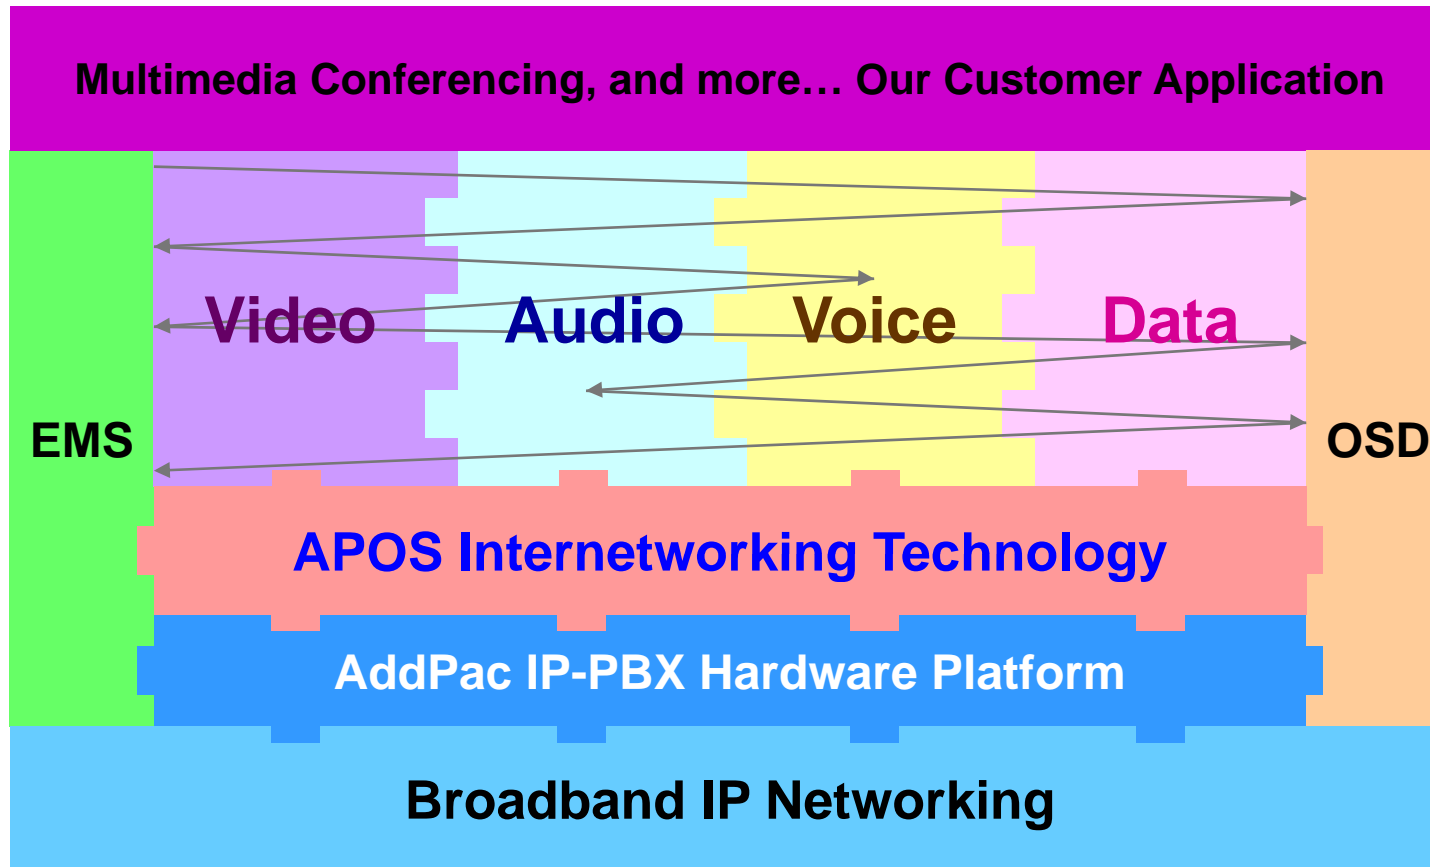 Multimedia Conferencing, and more… Our Customer Application
Video Audio Voice Data
EMS
OSD
APOS Internetworking Technology
AddPac IP-PBX Hardware Platform
Broadband IP Networking